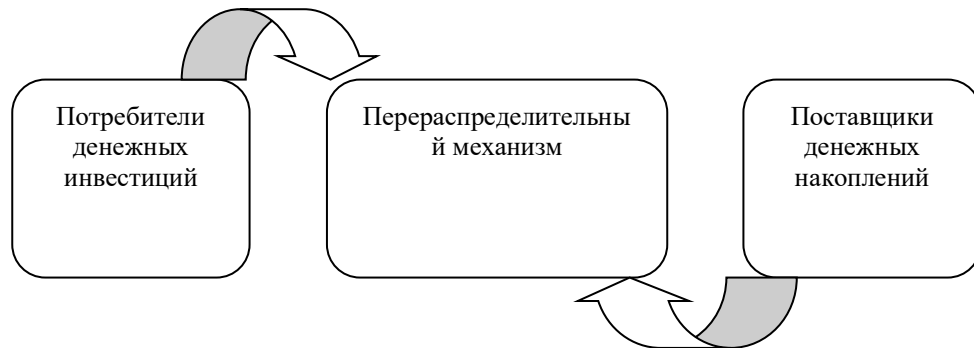 Потребители
денежных
инвестиций
Перераспределительны
й механизм
Поставщики
денежных
накоплений